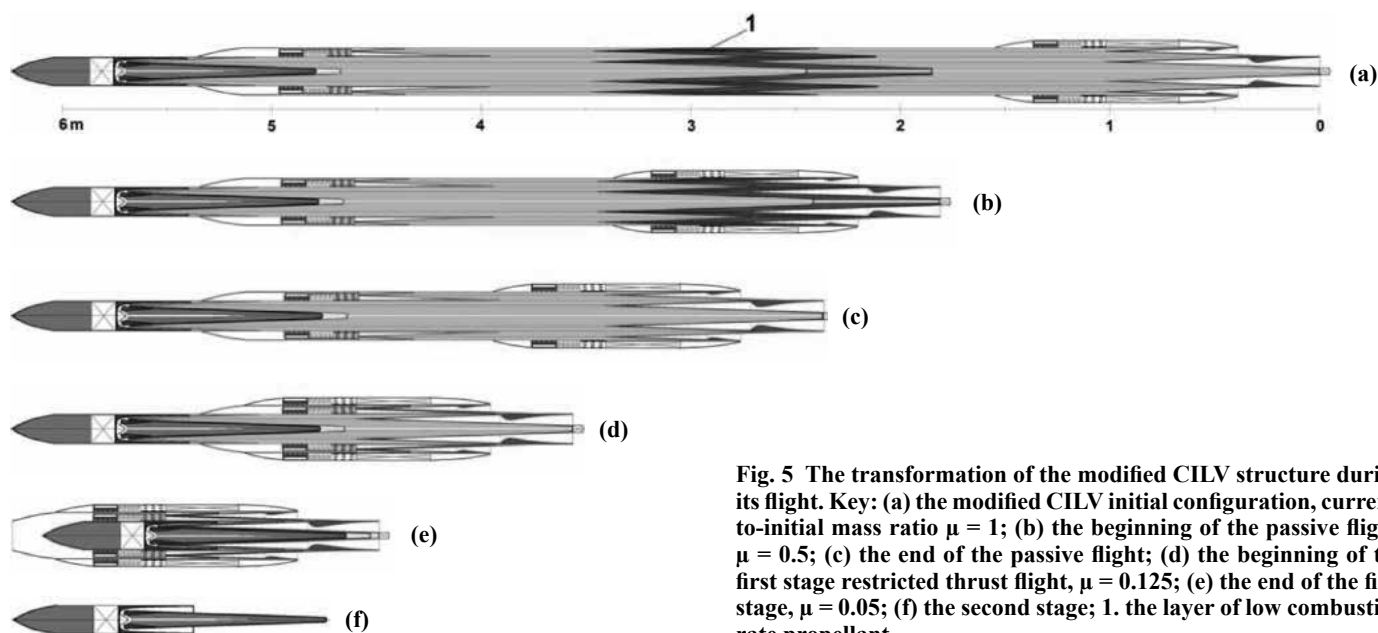 1
(a)
6 m 5 4 3 2 1 0
(b)
(c)
(d)
(e)
(f)
Fig. 5 The transformation of the modified CILV structure duri
its flight. Key: (a) the modified CILV initial configuration, curren
to-initial mass ratio μ = 1; (b) the beginning of the passive flig
μ = 0.5; (c) the end of the passive flight; (d) the beginning of t
first stage restricted thrust flight, μ = 0.125; (e) the end of the fi
stage, μ = 0.05; (f) the second stage; 1. the layer of low combusti
rate propellant